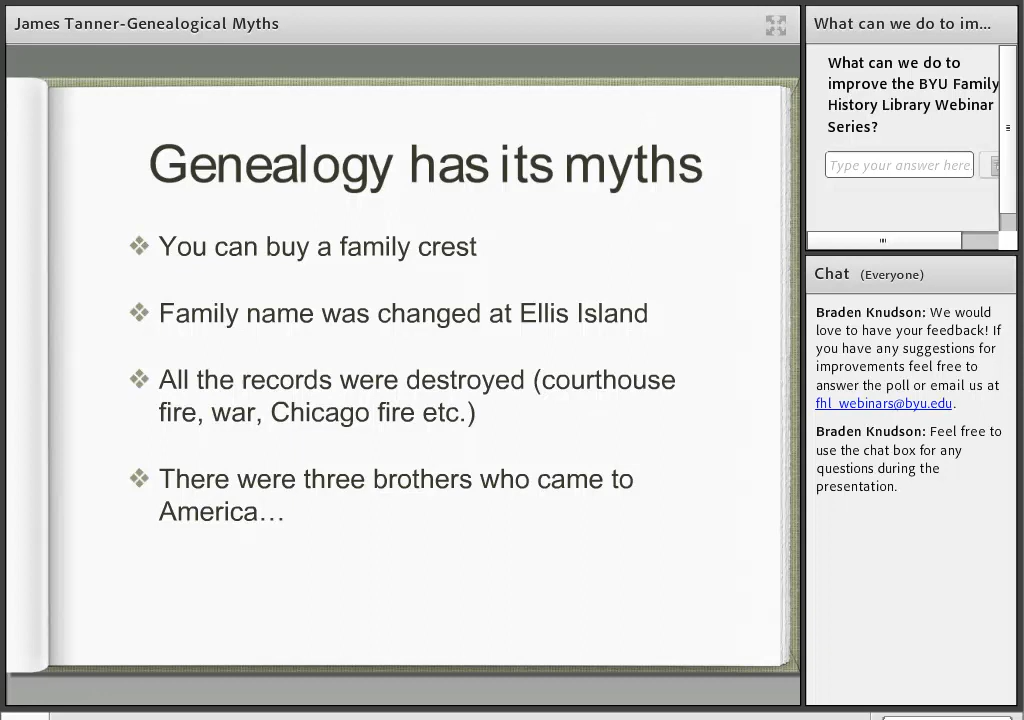 James Tanner-Genealogical Myths
Genealogy has its myths
You can buy a family crest
Family name was changed at Ellis Island
All the records were destroyed (courthouse
fire, war, Chicago fire etc.)
There were three brothers who came to
America…
What can we do to im...
What can we do to
improve the BYU Family
History Library Webinar
Series?
Type your answer here
Chat (Everyone)
Braden Knudson: We would
love to have your feedback! If
you have any suggestions for
improvements feel free to
answer the poll or email us at
fhl_webinars@byu.edu.
Braden Knudson: Feel free to
use the chat box for any
questions during the
presentation.